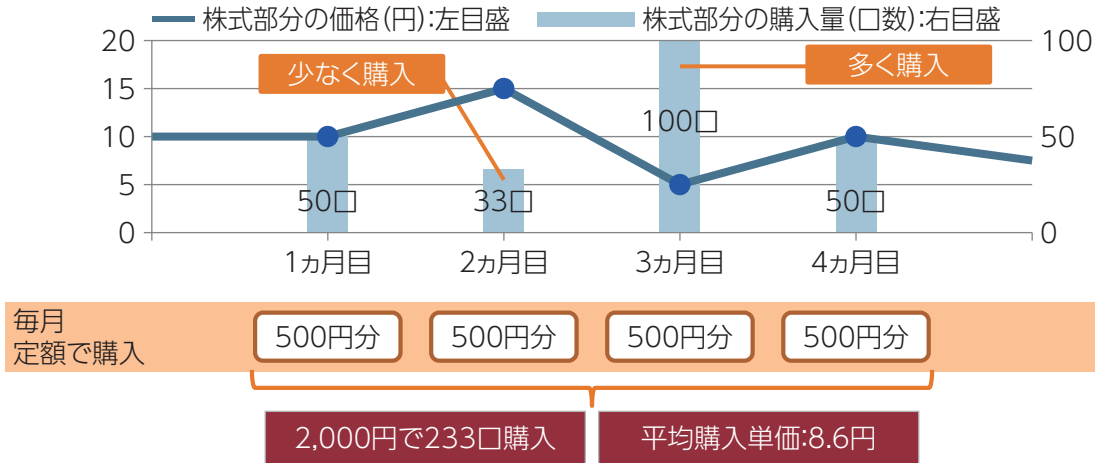 株式部分の価格(円):左目盛 株式部分の購入量(口数):右目盛
20 100
少なく購入 多く購入
15
100口
10 50
5
50口 33口 50口
0 0
1ヵ月目 2ヵ月目 3ヵ月目 4ヵ月目
毎月
定額で購入
500円分 500円分 500円分 500円分
2,000円で233口購入 平均購入単価:8.6円